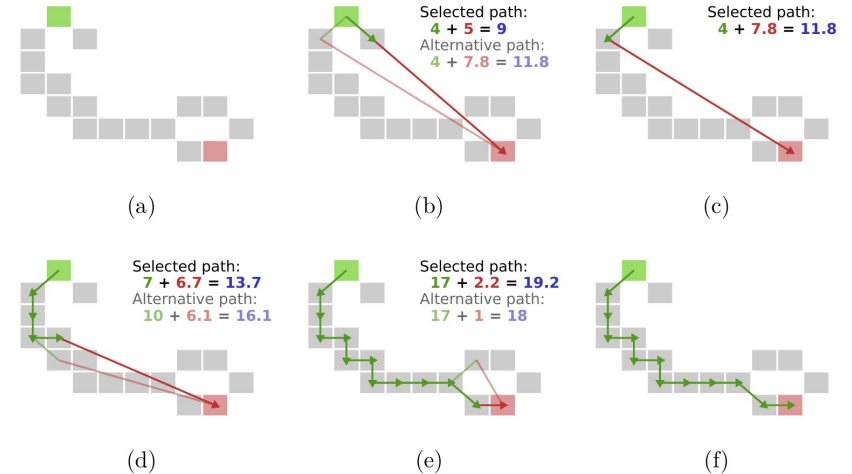 Selected path:
4 + 5 = 9
Alternative path:
4 + 7.8 = 11.8
Selected path:
4 + 7.8 = 11.8
(a)
(b)
(c)
Selected path:
7 + 6.7 = 13.7
Alternative path:
10 + 6.1 = 16.1
Selected path:
17 + 2.2 = 19.2
Alternative path:
17 + 1 = 18
(d)
(e)
(f)